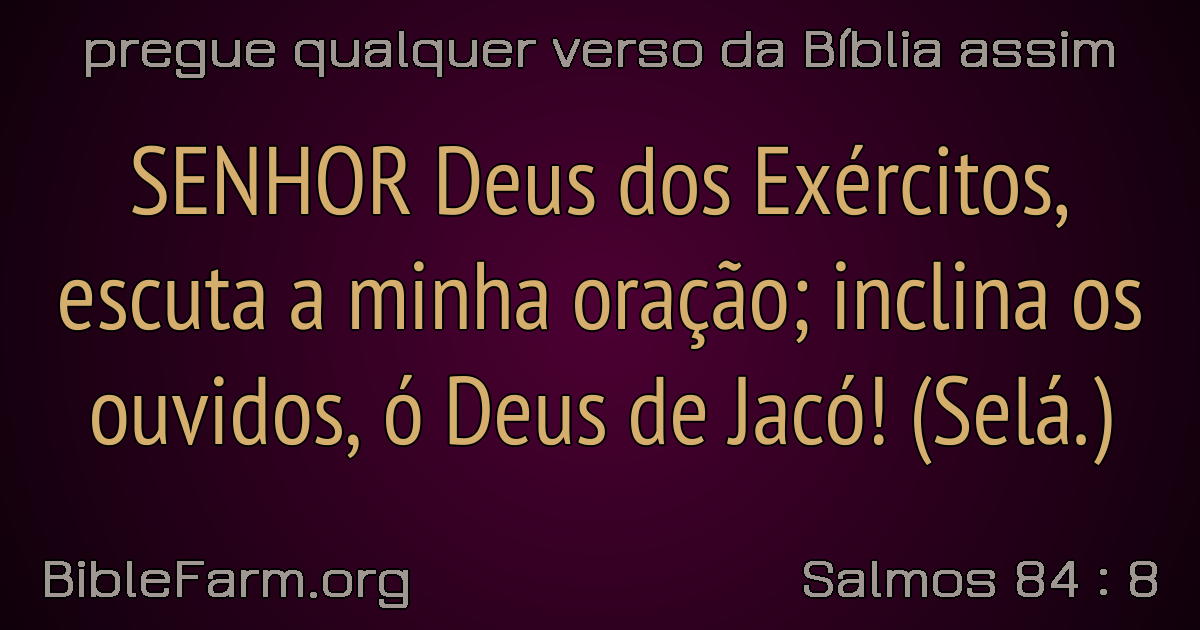 pregue qualquer verso da Bíblia assim
SENHOR Deus dos Exércitos,
escuta a minha oração; inclina os
ouvidos, ó Deus de Jacó! (Selá.)
BibleFarm.org
Salmos 84 : 8